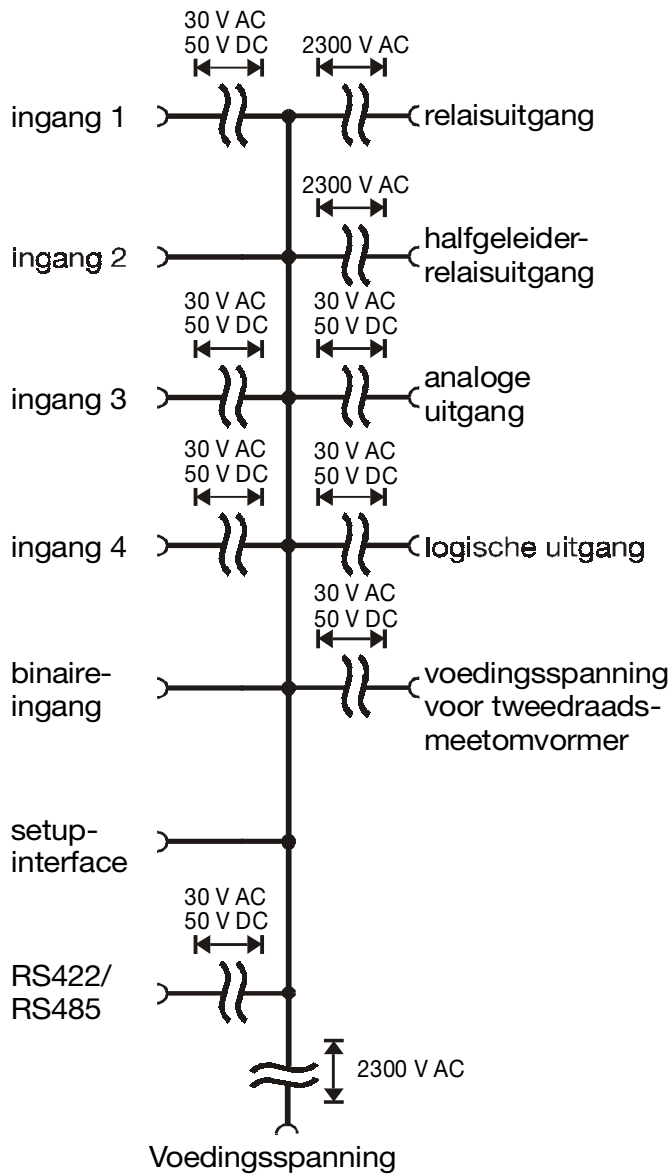 30 V AC
50 V DC
2300 V AC
ingang 1
relaisuitgang
2300 V AC
ingang 2
halfgeleider-
relaisuitgang
30 V AC
50 V DC
30 V AC
50 V DC
ingang 3
analoge
uitgang
30 V AC
50 V DC
30 V AC
50 V DC
ingang 4
logische uitgang
30 V AC
50 V DC
binaire-
ingang
voedingsspanning
voor tweedraads-
meetomvormer
setup-
interface
30 V AC
50 V DC
RS422/
RS485
2300 V AC
Voedingsspanning